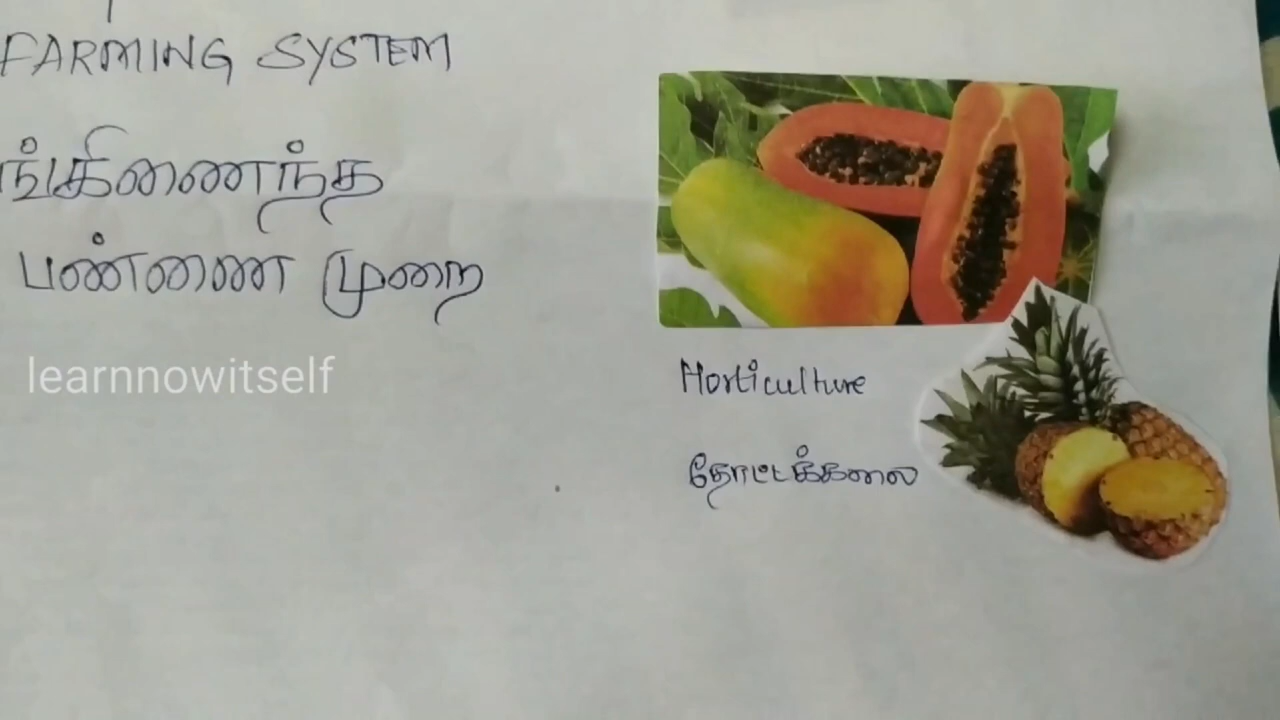 FARMING SYSTEM
ங்கிணைந்த
பண்ணை முறை
learnnowitself
Horticulture
தோட்டக்கலை